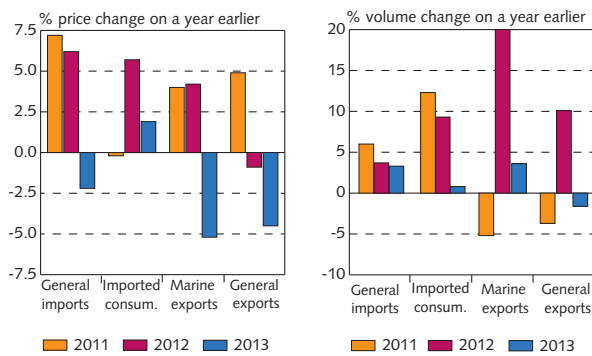 % price change on a year earlier
7.5
5.0
2.5
0.0
-2.5
-5.0
-7.5
General Imported Marine General
imports consum. exports exports
2011 2012 2013
% volume change on a year earlier
20
15
10
5
0
-5
-10
General Imported Marine General
imports consum. exports exports
2011 2012 2013